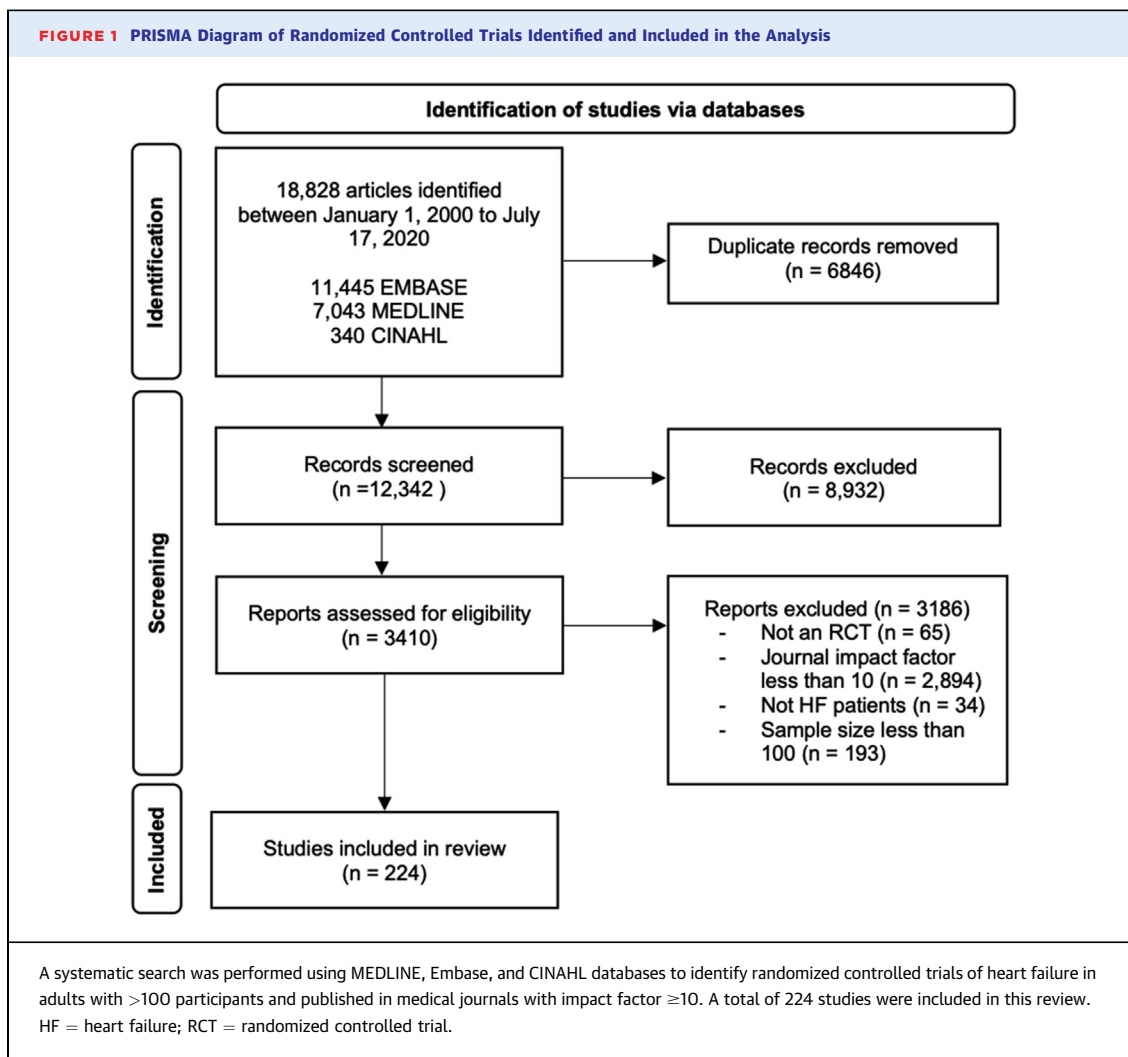 FIGURE 1 PRISMA Diagram of Randomized Controlled Trials Identified and Included in the Analysis
Identification of studies via databases
Identification
18,828 articles identified
between January 1, 2000 to July
17, 2020
11,445 EMBASE
7,043 MEDLINE
340 CINAHL
Duplicate records removed
(n = 6846)
Screening
Records screened
(n =12,342 )
Records excluded
(n = 8,932)
Reports assessed for eligibility
(n = 3410)
Reports excluded (n = 3186)
- Not an RCT (n = 65)
- Journal impact factor
less than 10 (n = 2,894)
- Not HF patients (n = 34)
- Sample size less than
100 (n = 193)
Included
Studies included in review
(n = 224)
A systematic search was performed using MEDLINE, Embase, and CINAHL databases to identify randomized controlled trials of heart failure in
adults with >100 participants and published in medical journals with impact factor ≥10. A total of 224 studies were included in this review.
HF = heart failure; RCT = randomized controlled trial.